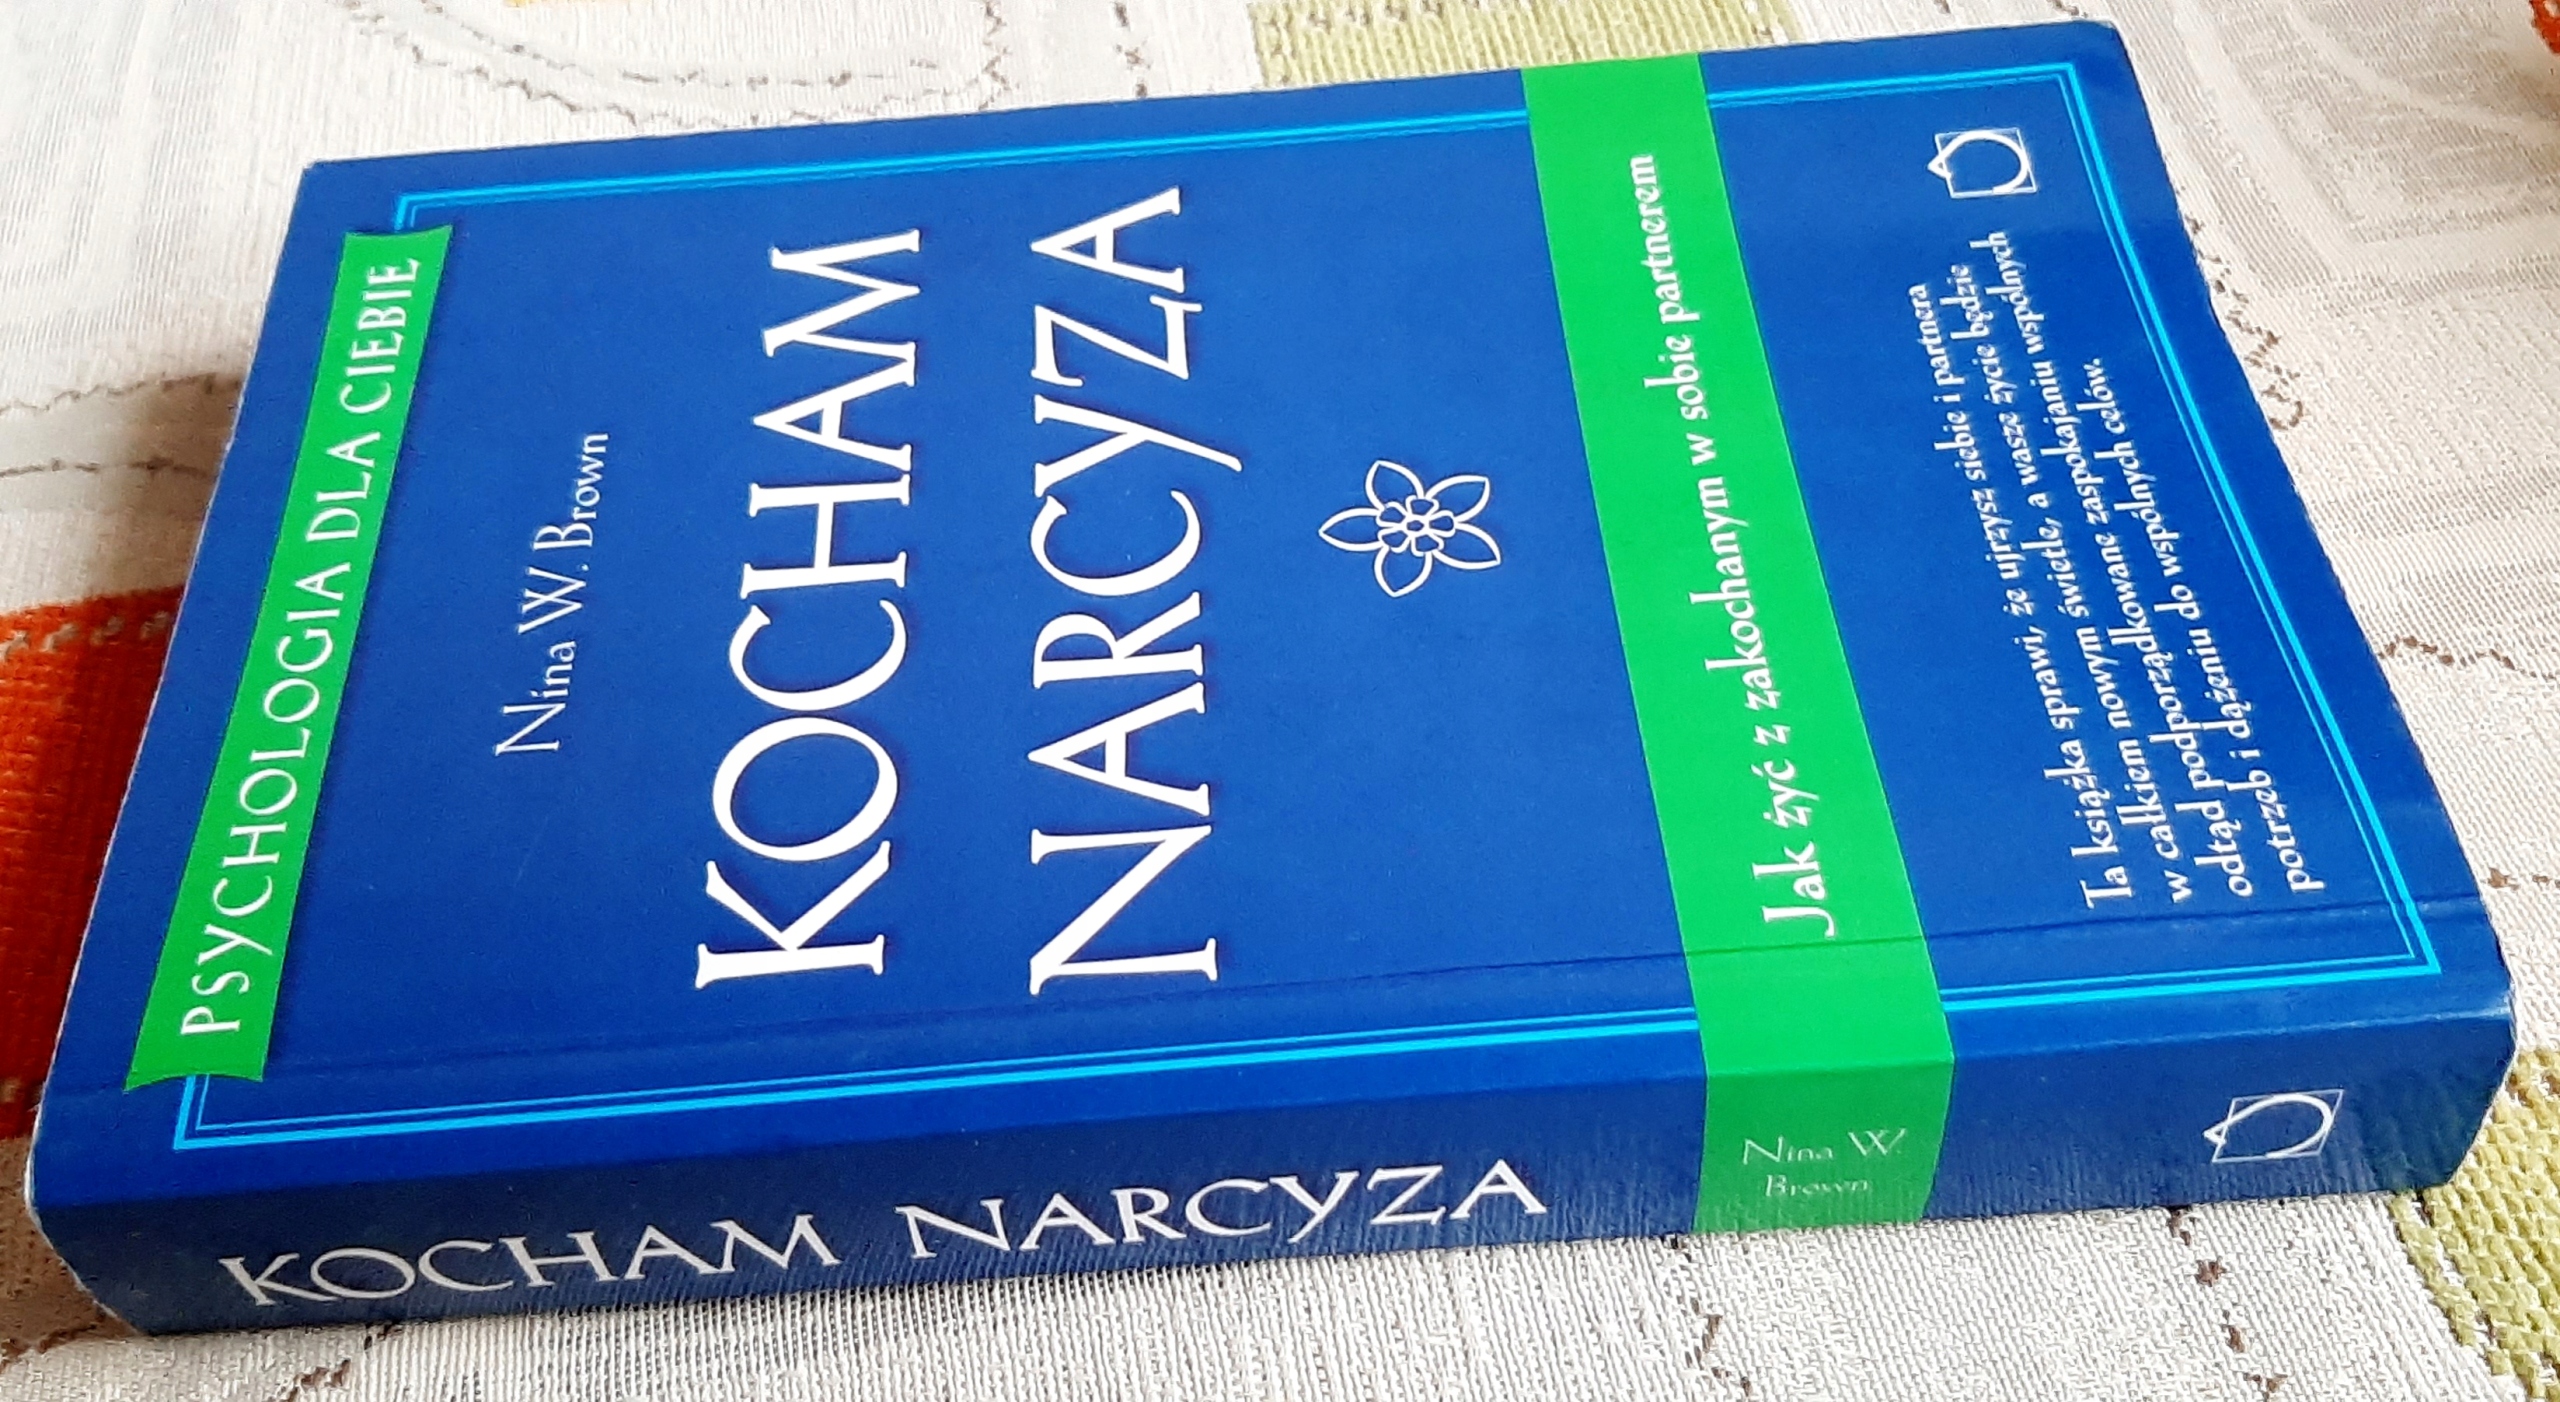 PSYCHOLOGIA DLA CIEBIE
Nina W. Brown
KOCHAM
NARCYZA
Jak żyć z zakochanym w sobie partnerem
Ta książka sprawi, że ujrzysz siebie i partnera
w całkiem nowym świetle, a wasze życie będzie
odtąd podporządkowane zaspokajaniu wspólnych
potrzeb i dążeniu do wspólnych celów.
KOCHAM NARCYZA
Nina W.
Brown